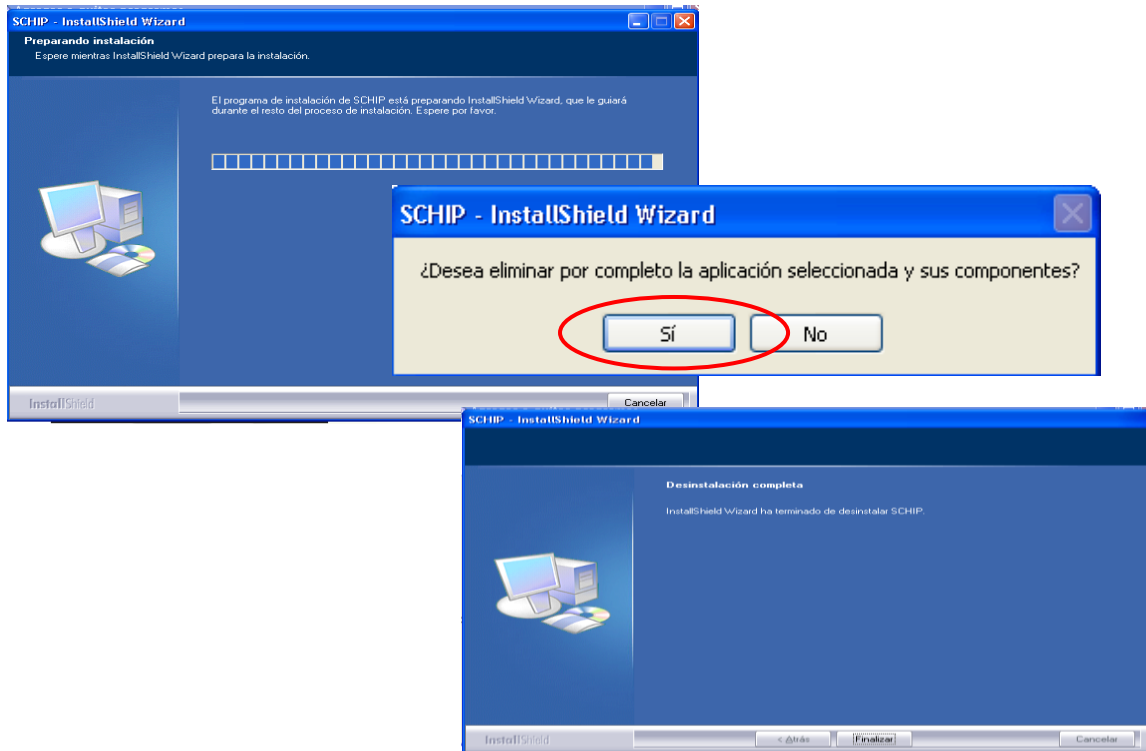 SCHIP - InstallShield Wizard
Preparando instalación
Espere mientras InstallShield Wizard prepara la instalación.
El programa de instalación de SCHIP está preparando InstallShield Wizard, que le guiará
durante el resto del proceso de instalación. Espere por favor.
InstallShield
Cancelar
SCHIP - InstallShield Wizard
¿Desea eliminar por completo la aplicación seleccionada y sus componentes?
Sí
No
SCHIP - InstallShield Wizard
Desinstalación completa
InstallShield Wizard ha terminado de desinstalar SCHIP.
InstallShield
< Atrás
Finalizar
Cancelar